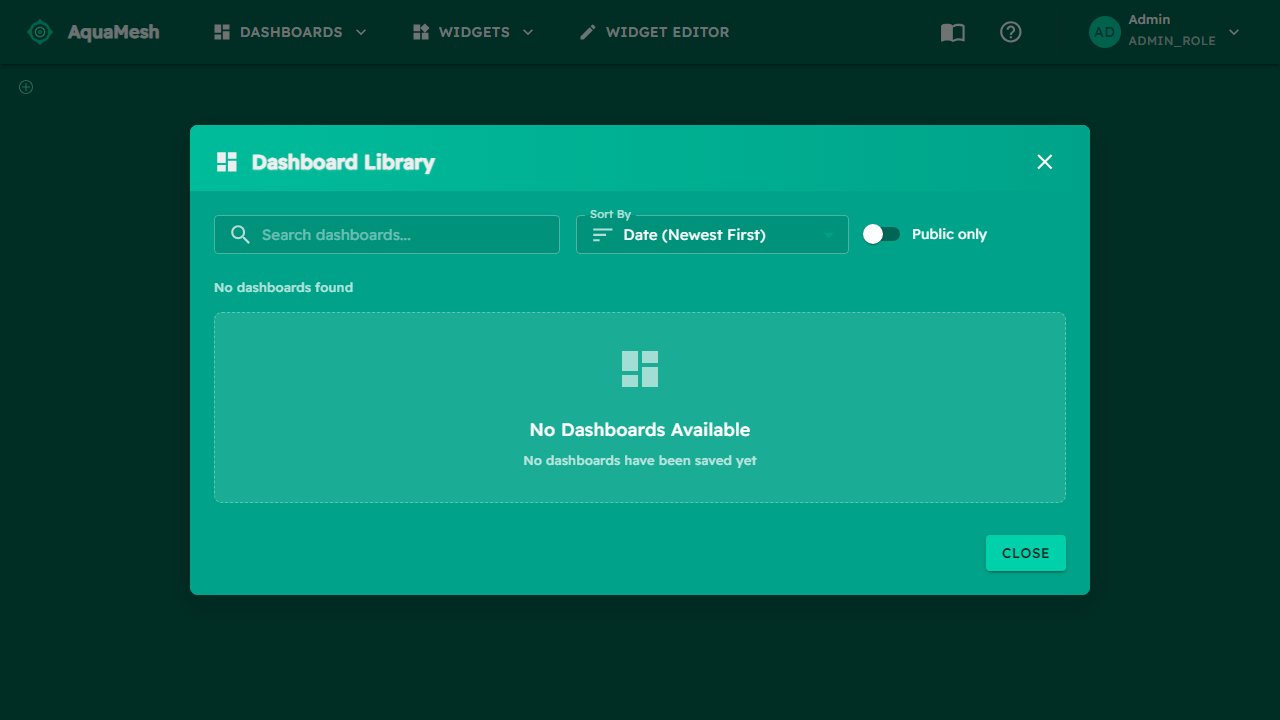 AquaMesh
DASHBOARDS
WIDGETS
WIDGET EDITOR
AD
Admin
ADMIN_ROLE
Dashboard Library
Search dashboards...
Sort By
Date (Newest First)
Public only
No dashboards found
No Dashboards Available
No dashboards have been saved yet
CLOSE